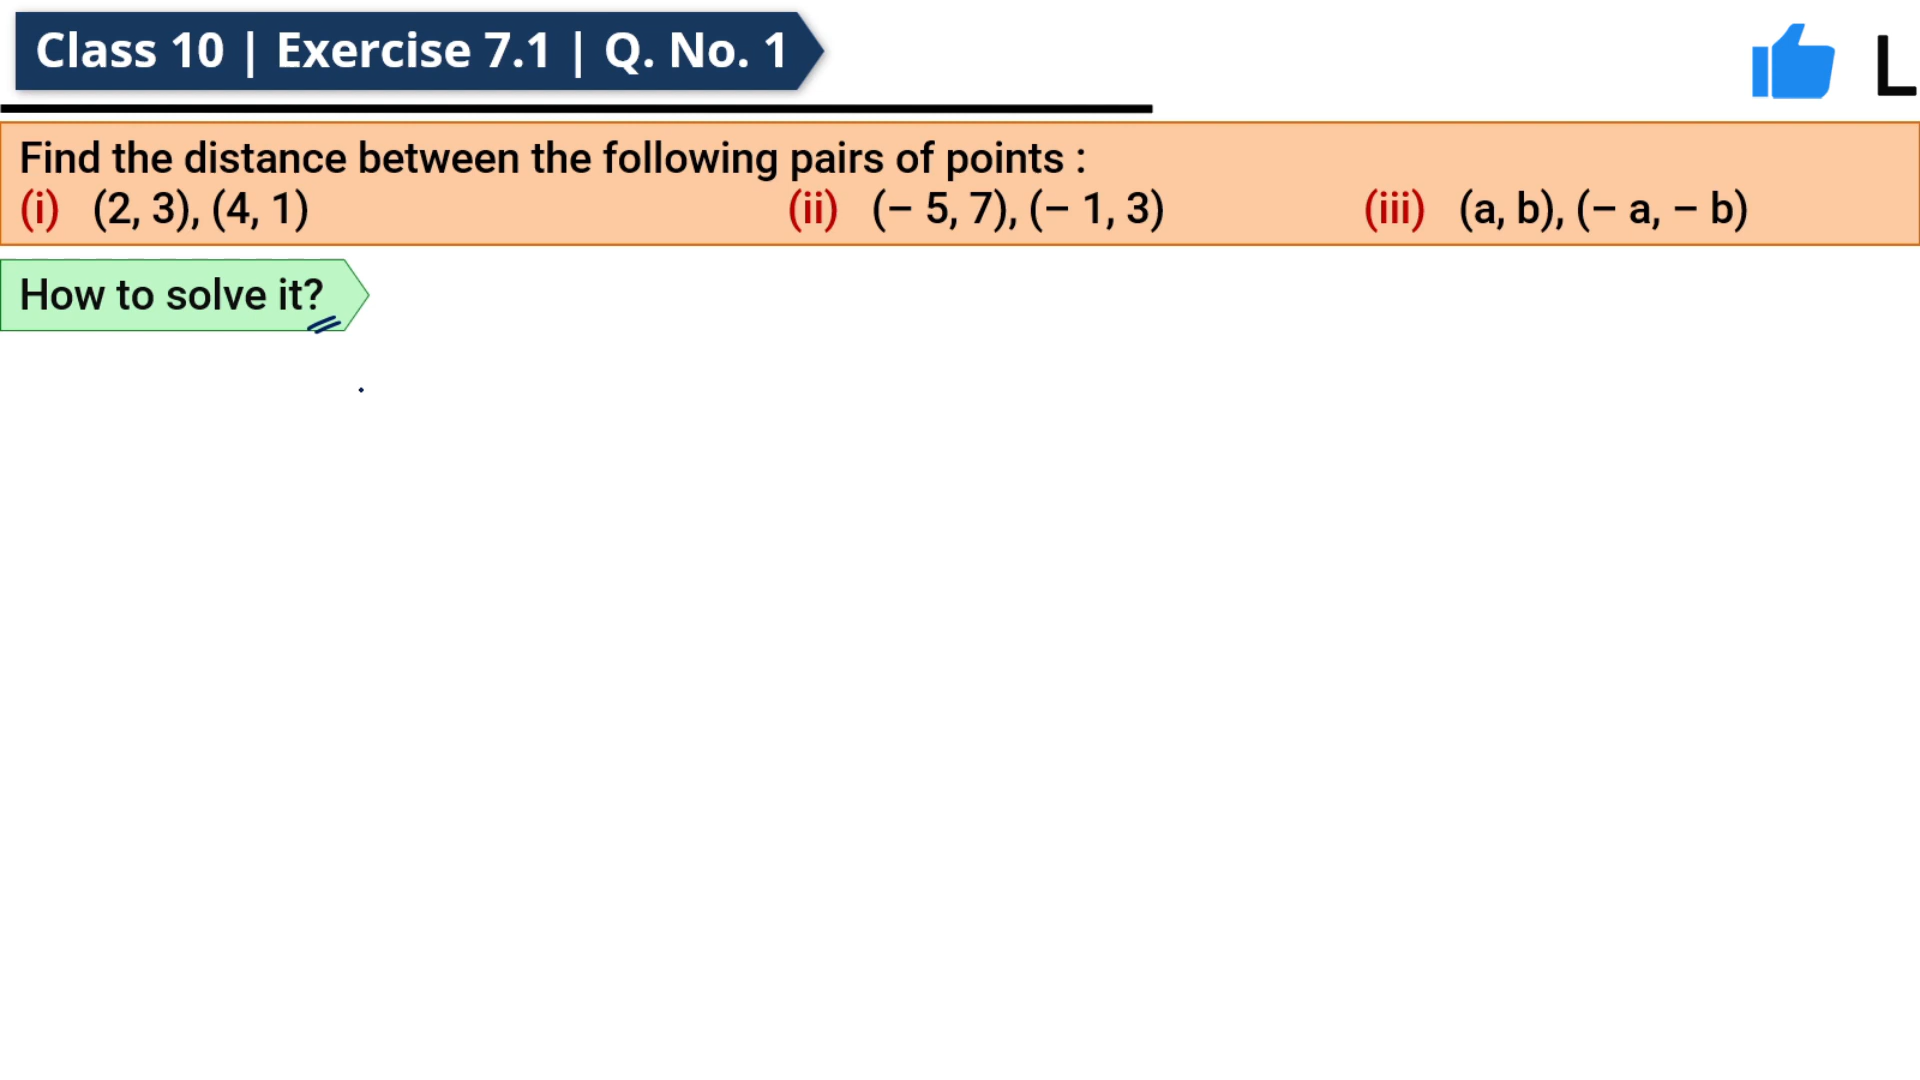 Class 10 | Exercise 7.1 | Q. No. 1
L
Find the distance between the following pairs of points :
(i) (2, 3), (4, 1) (ii) (– 5, 7), (– 1, 3) (iii) (a, b), (– a, – b)
How to solve it?